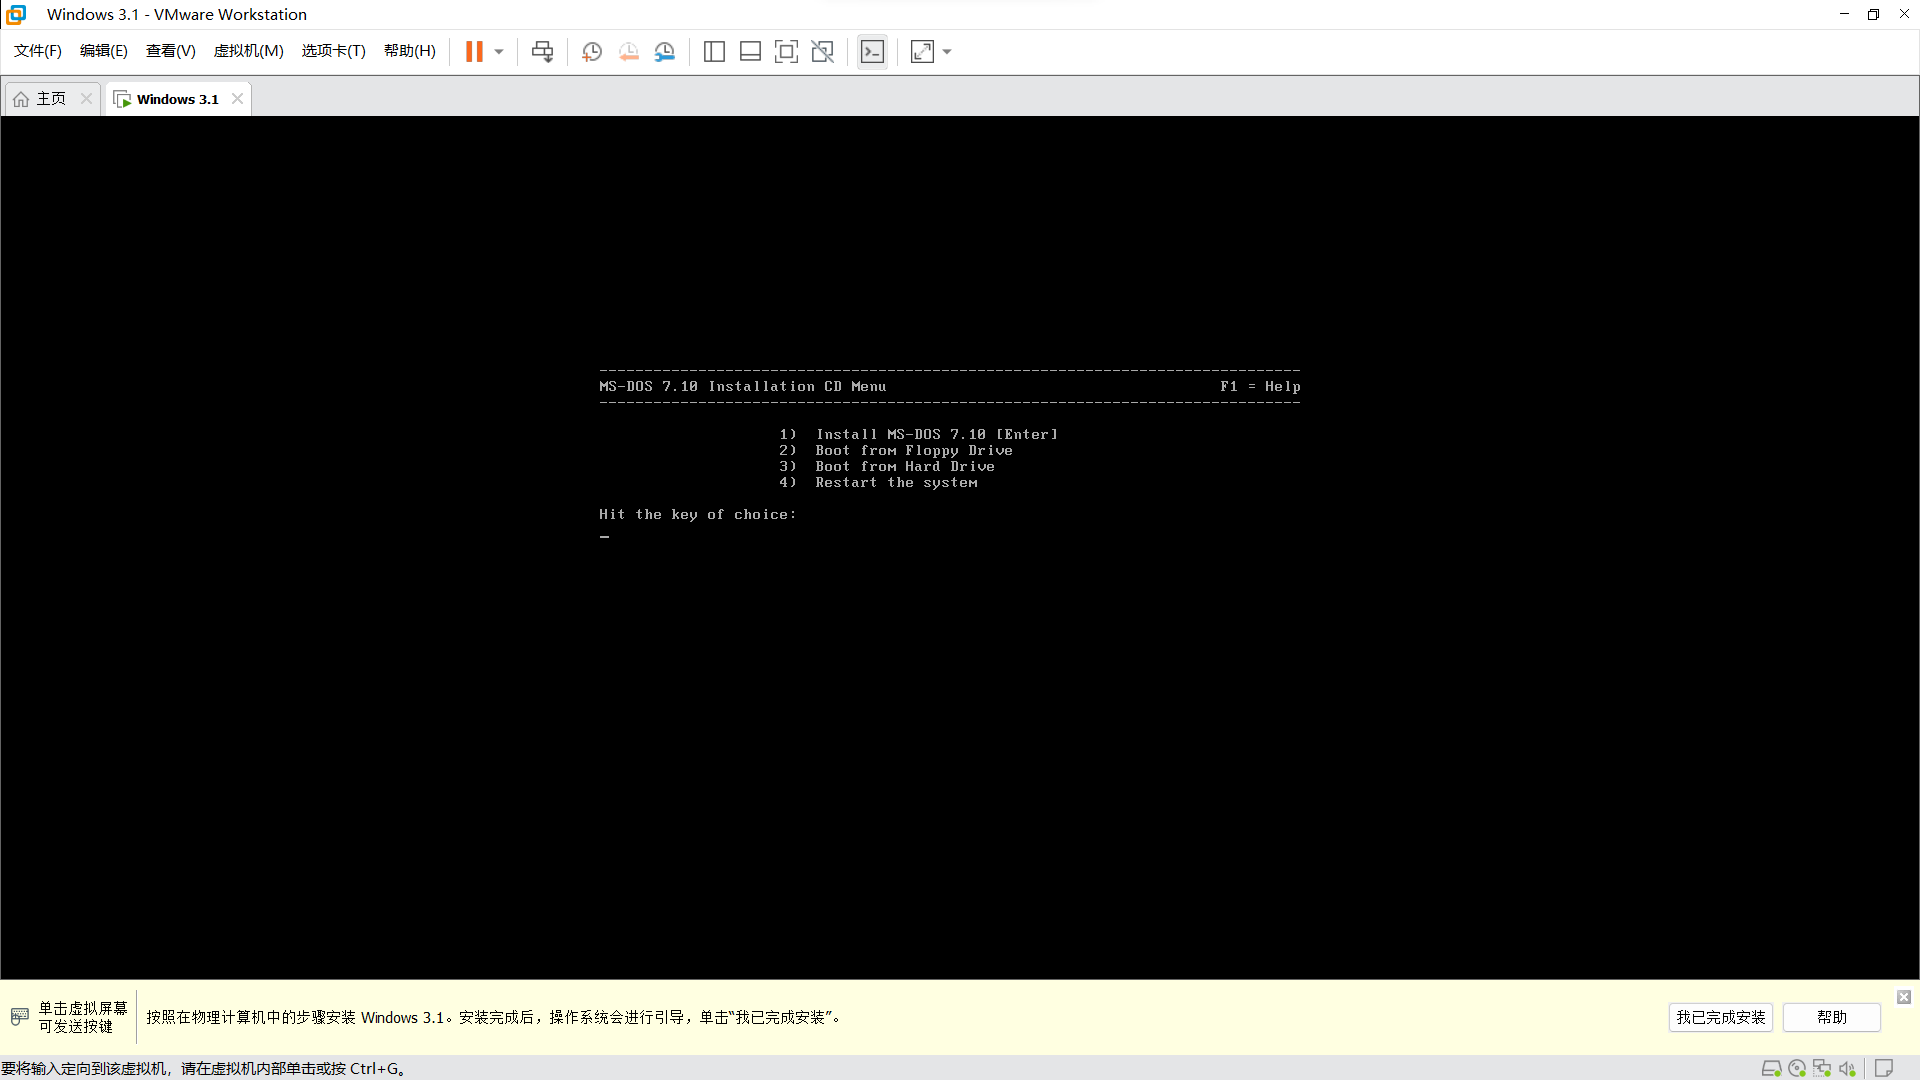 Windows 3.1 - VMware Workstation
文件(F) 编辑(E) 查看(V) 虚拟机(M) 选项卡(T) 帮助(H)
主页 Windows 3.1
MS-DOS 7.10 Installation CD Menu F1 = Help
1) Install MS-DOS 7.10 [Enter]
2) Boot from Floppy Drive
3) Boot from Hard Drive
4) Restart the system
Hit the key of choice:
_
单击虚拟屏幕
可发送按键
按照在物理计算机中的步骤安装 Windows 3.1。安装完成后，操作系统会进行引导，单击“我已完成安装”。
我已完成安装 帮助
要将输入定向到该虚拟机，请在虚拟机内部单击或按 Ctrl+G。